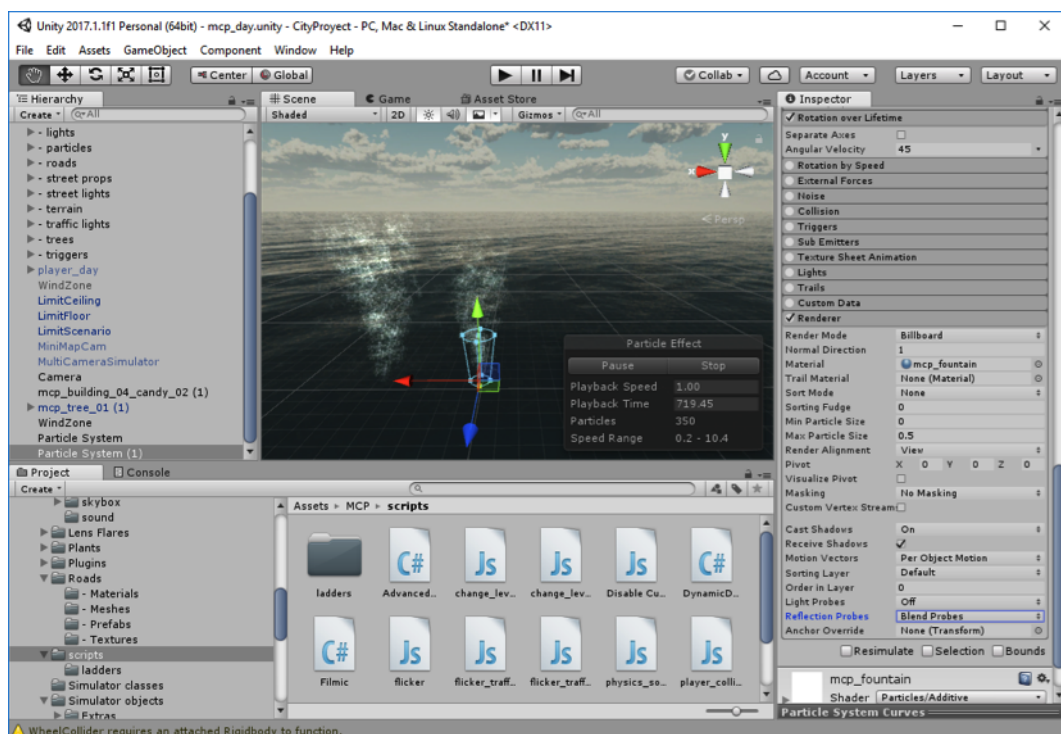 Unity 2017.1.1f1 Personal (64bit) - mcp_day.unity - CityProyect - PC, Mac & Linux Standalone* <DX11>
File Edit Assets GameObject Component Window Help
Center Global Collab Account Layers Layout
Hierarchy
Create All
- lights
- particles
- roads
- street props
- street lights
- terrain
- traffic lights
- trees
- triggers
player_day
WindZone
LimitCeiling
LimitFloor
LimitScenario
MiniMapCam
MultiCameraSimulator
Camera
mcp_building_04_candy_02 (1)
mcp_tree_01 (1)
WindZone
Particle System
Particle System (1)
Scene Game Asset Store
Shaded 2D Gizmos All
y
x
Persp
Particle Effect
Pause Stop
Playback Speed 1.00
Playback Time 719.45
Particles 350
Speed Range 0.2 - 10.4
Project Console
Create
skybox
sound
Lens Flares
Plants
Plugins
Roads
- Materials
- Meshes
- Prefabs
- Textures
scripts
ladders
Simulator classes
Simulator objects
Extras
Assets MCP scripts
C# Js Js Js C#
ladders Advanced... change_lev... change_lev... Disable Cu... DynamicD...
C# Js Js Js Js Js
Filmic flicker flicker_traff... flicker_traff... physics_so... player_colli...
Inspector
Rotation over Lifetime
Separate Axes
Angular Velocity 45
Rotation by Speed
External Forces
Noise
Collision
Triggers
Sub Emitters
Texture Sheet Animation
Lights
Trails
Custom Data
Renderer
Render Mode Billboard
Normal Direction 1
Material mcp_fountain
Trail Material None (Material)
Sort Mode None
Sorting Fudge 0
Min Particle Size 0
Max Particle Size 0.5
Render Alignment View
Pivot X 0 Y 0 Z 0
Visualize Pivot
Masking No Masking
Custom Vertex Stream
Cast Shadows On
Receive Shadows
Motion Vectors Per Object Motion
Sorting Layer Default
Order in Layer 0
Light Probes Off
Reflection Probes Blend Probes
Anchor Override None (Transform)
Resimulate Selection Bounds
mcp_fountain
Shader Particles/Additive
Particle System Curves
WheelCollider requires an attached Rigidbody to function.